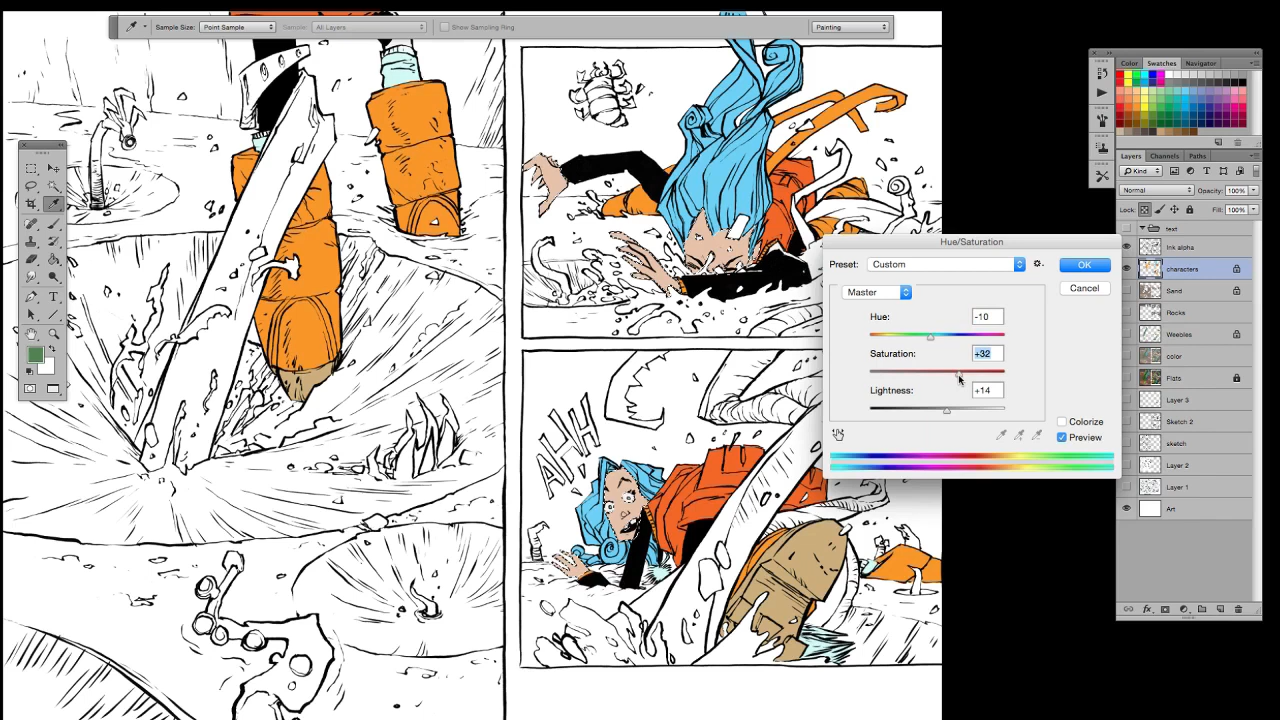 Sample Size: Point Sample Sample: All Layers Show Sampling Ring Painting
Color Swatches Navigator
Layers Channels Paths
Kind
Normal Opacity: 100%
Lock: Fill: 100%
text
Ink alpha
characters
Sand
Rocks
Weebles
color
Flats
Layer 3
Sketch 2
sketch
Layer 2
Layer 1
Art
Hue/Saturation
Preset: Custom OK
Master Cancel
Hue: -10
Saturation: +32
Lightness: +14
Colorize
Preview
AHH!